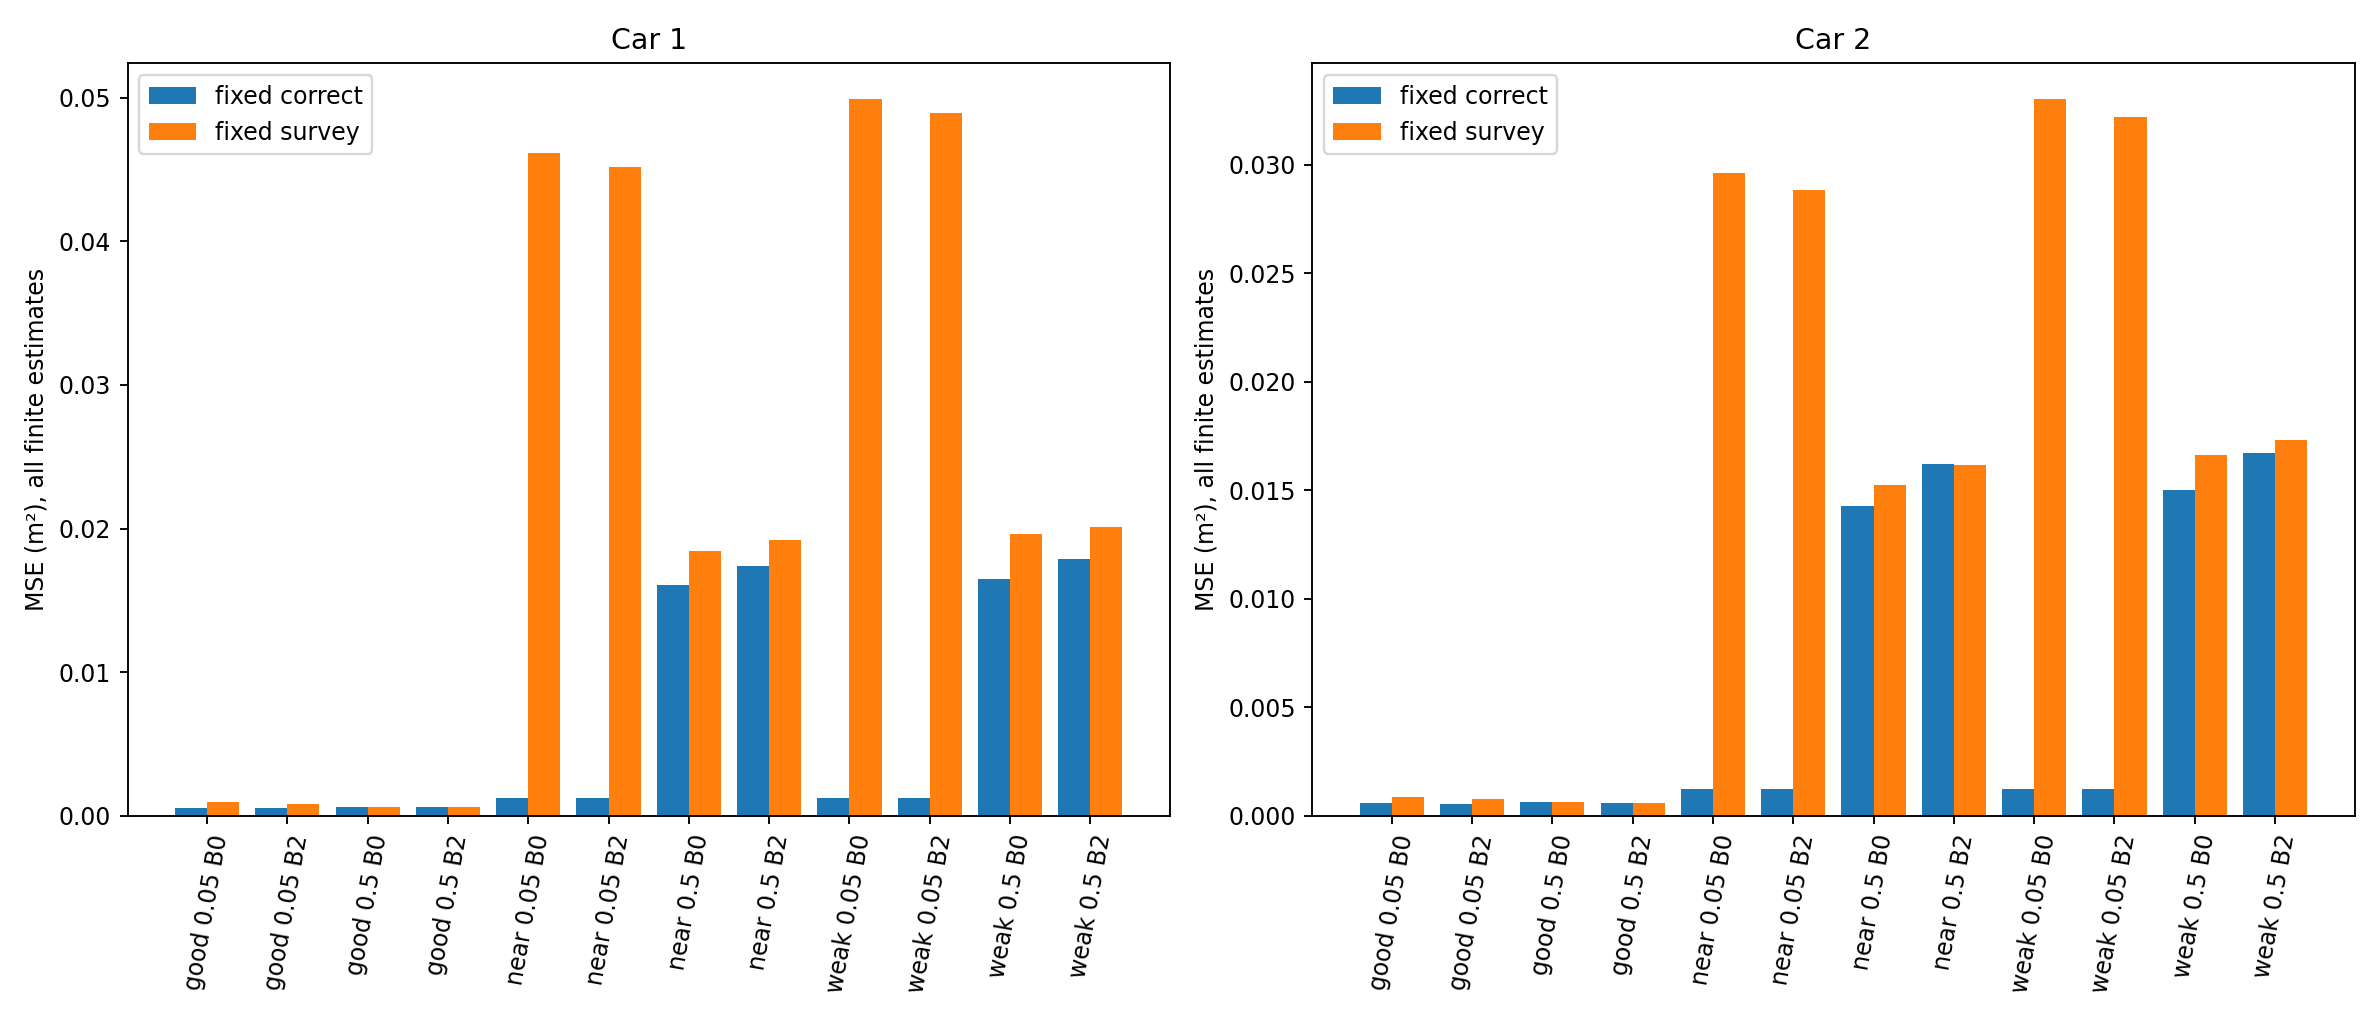 Car 1
fixed correct
fixed survey
MSE (m²), all finite estimates
0.05
0.04
0.03
0.02
0.01
0.00
good 0.05 B0
good 0.05 B2
good 0.5 B0
good 0.5 B2
near 0.05 B0
near 0.05 B2
near 0.5 B0
near 0.5 B2
weak 0.05 B0
weak 0.05 B2
weak 0.5 B0
weak 0.5 B2
Car 2
fixed correct
fixed survey
MSE (m²), all finite estimates
0.030
0.025
0.020
0.015
0.010
0.005
0.000
good 0.05 B0
good 0.05 B2
good 0.5 B0
good 0.5 B2
near 0.05 B0
near 0.05 B2
near 0.5 B0
near 0.5 B2
weak 0.05 B0
weak 0.05 B2
weak 0.5 B0
weak 0.5 B2